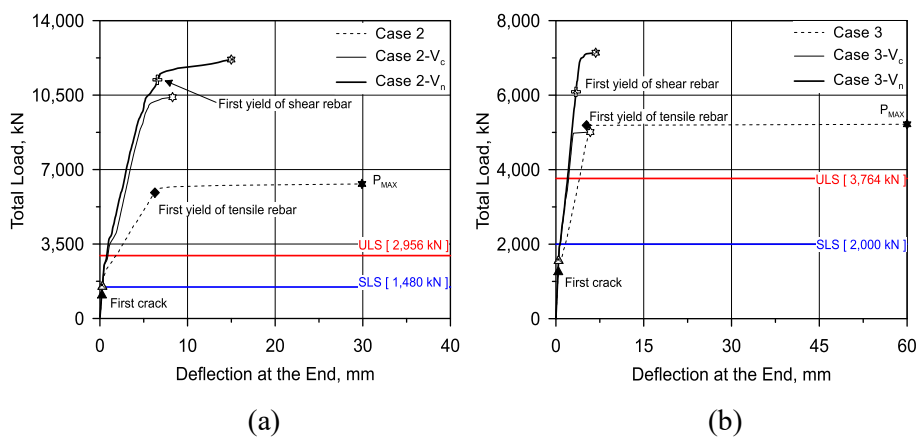 14,000
10,500
7,000
3,500
0
Total Load, kN
Case 2
Case 2-Vc
Case 2-Vn
First yield of shear rebar
PMAX
First yield of tensile rebar
ULS [ 2,956 kN ]
SLS [ 1,480 kN ]
First crack
0 10 20 30 40
Deflection at the End, mm
(a)
8,000
6,000
4,000
2,000
0
Total Load, kN
Case 3
Case 3-Vc
Case 3-Vn
First yield of shear rebar
PMAX
First yield of tensile rebar
ULS [ 3,764 kN ]
SLS [ 2,000 kN ]
First crack
0 15 30 45 60
Deflection at the End, mm
(b)